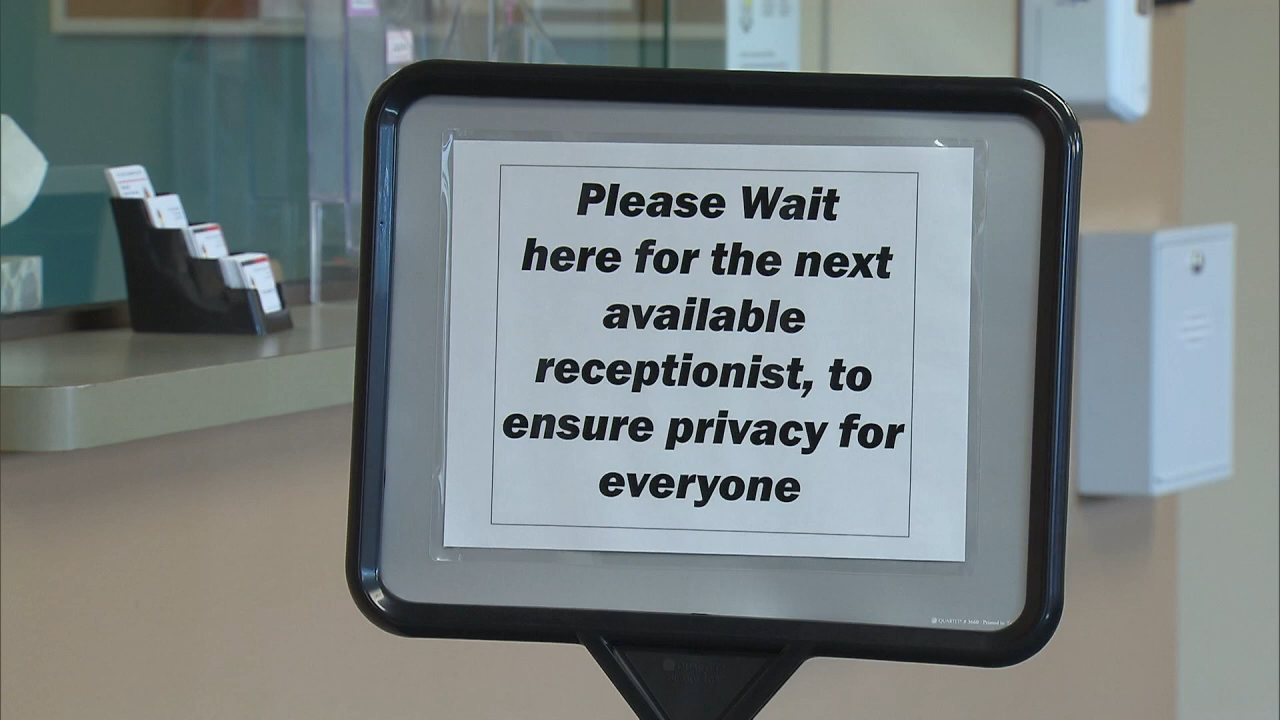 Please Wait
here for the next
available
receptionist, to
ensure privacy for
everyone